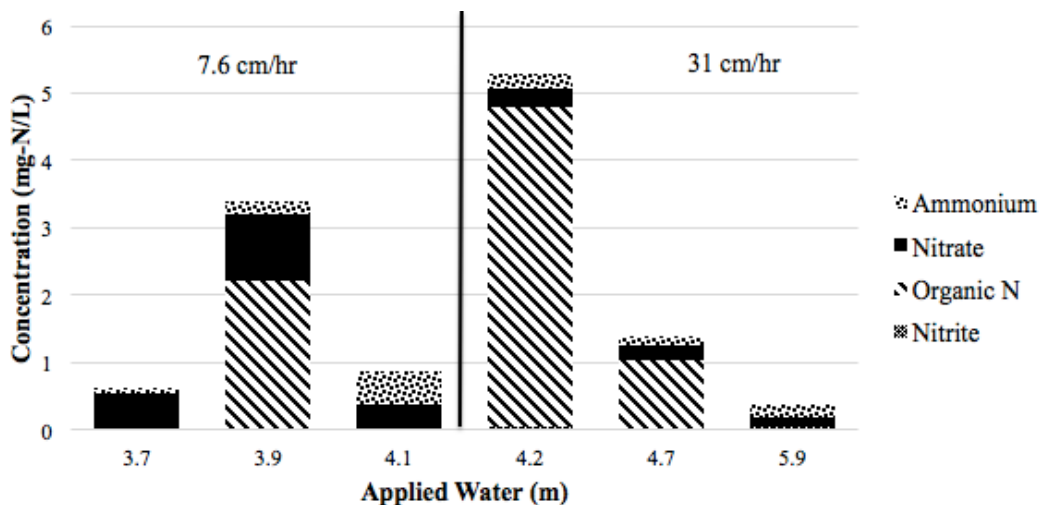 6
7.6 cm/hr
31 cm/hr
5
4
3
2
1
0
Concentration (mg-N/L)
Ammonium
Nitrate
Organic N
Nitrite
3.7 3.9 4.1 4.2 4.7 5.9
Applied Water (m)